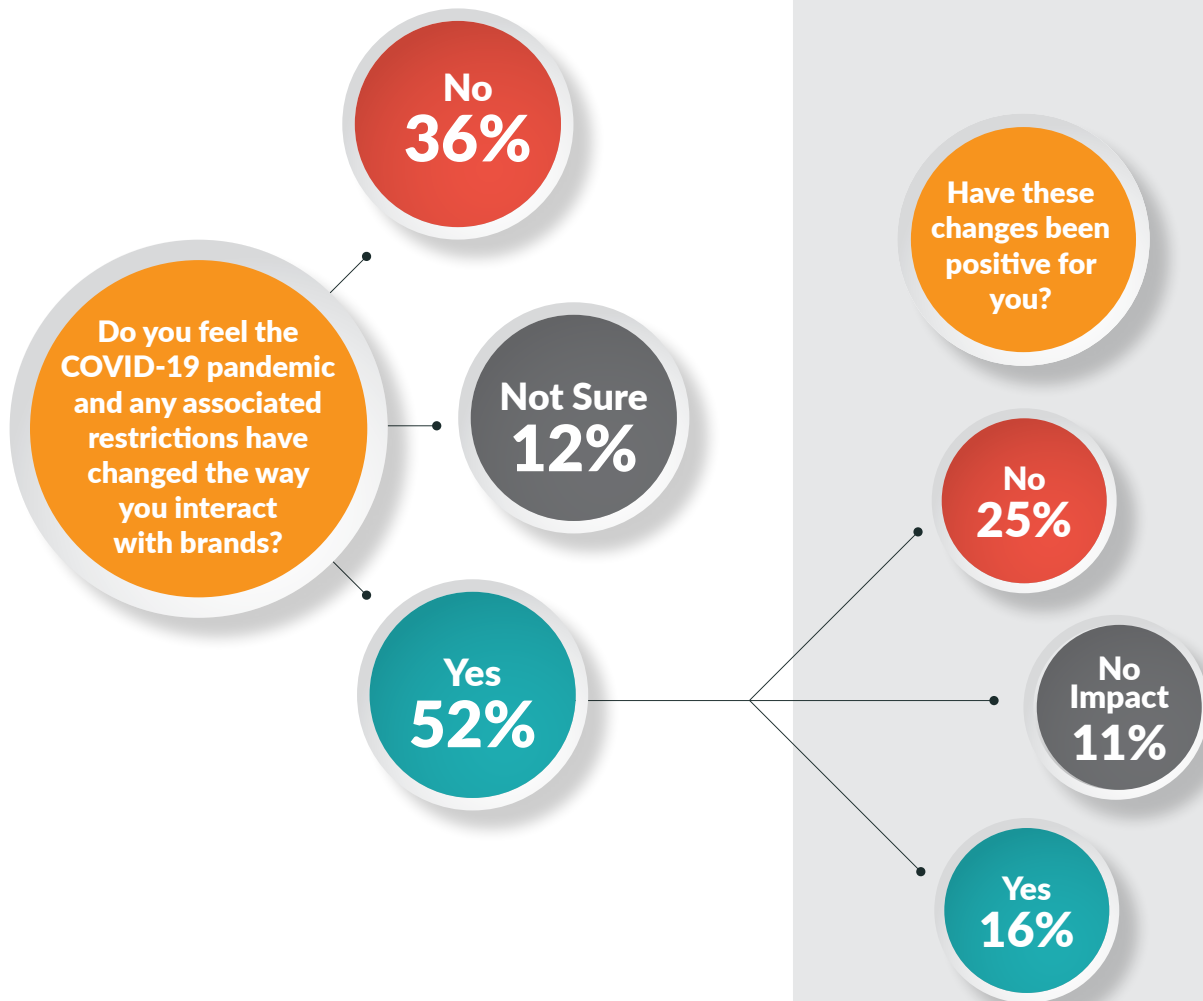 No
36%
Do you feel the
COVID-19 pandemic
and any associated
restrictions have
changed the way
you interact
with brands?
Not Sure
12%
Yes
52%
Have these
changes been
positive for
you?
No
25%
No
Impact
11%
Yes
16%